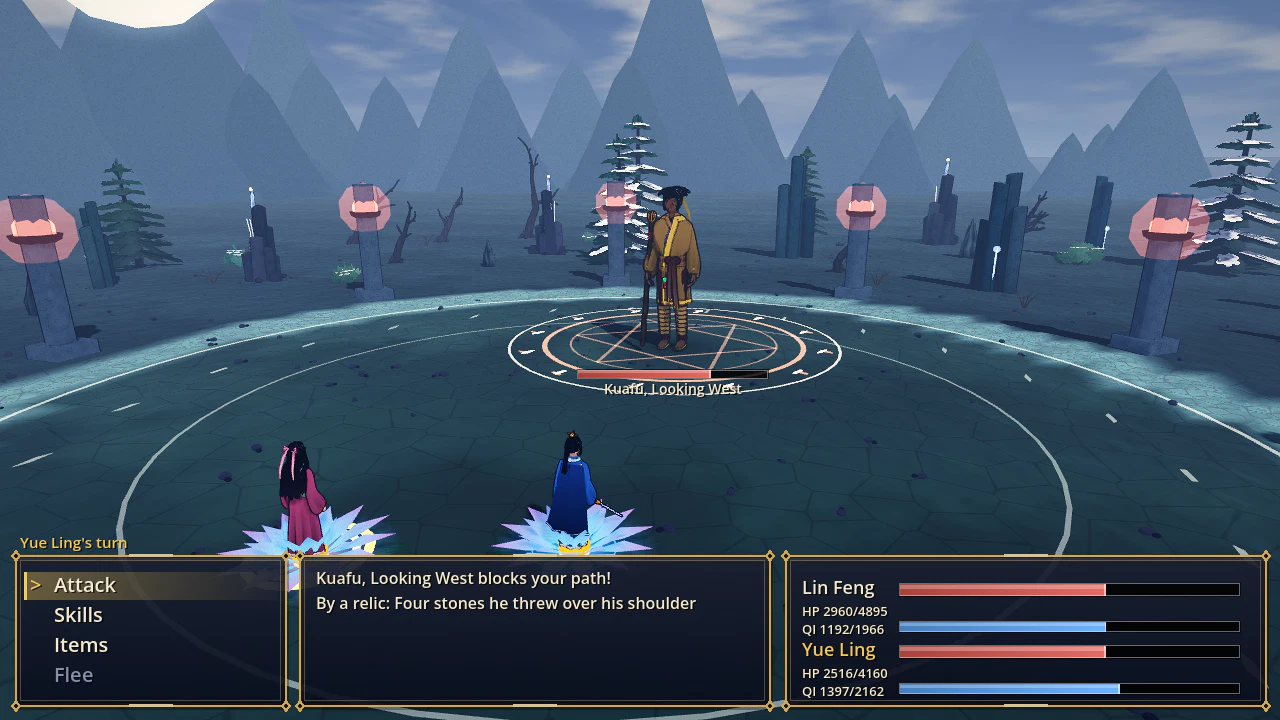 Kuafu, Looking West
Yue Ling's turn
> Attack
Skills
Items
Flee
Kuafu, Looking West blocks your path!
By a relic: Four stones he threw over his shoulder
Lin Feng
HP 2960/4895
QI 1192/1966
Yue Ling
HP 2516/4160
QI 1397/2162